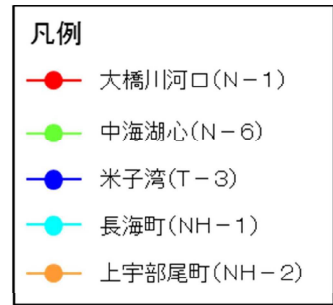 凡例
大橋川河口(N－1)
中海湖心(N－6)
米子湾(T－3)
長海町(NH－1)
上宇部尾町(NH－2)